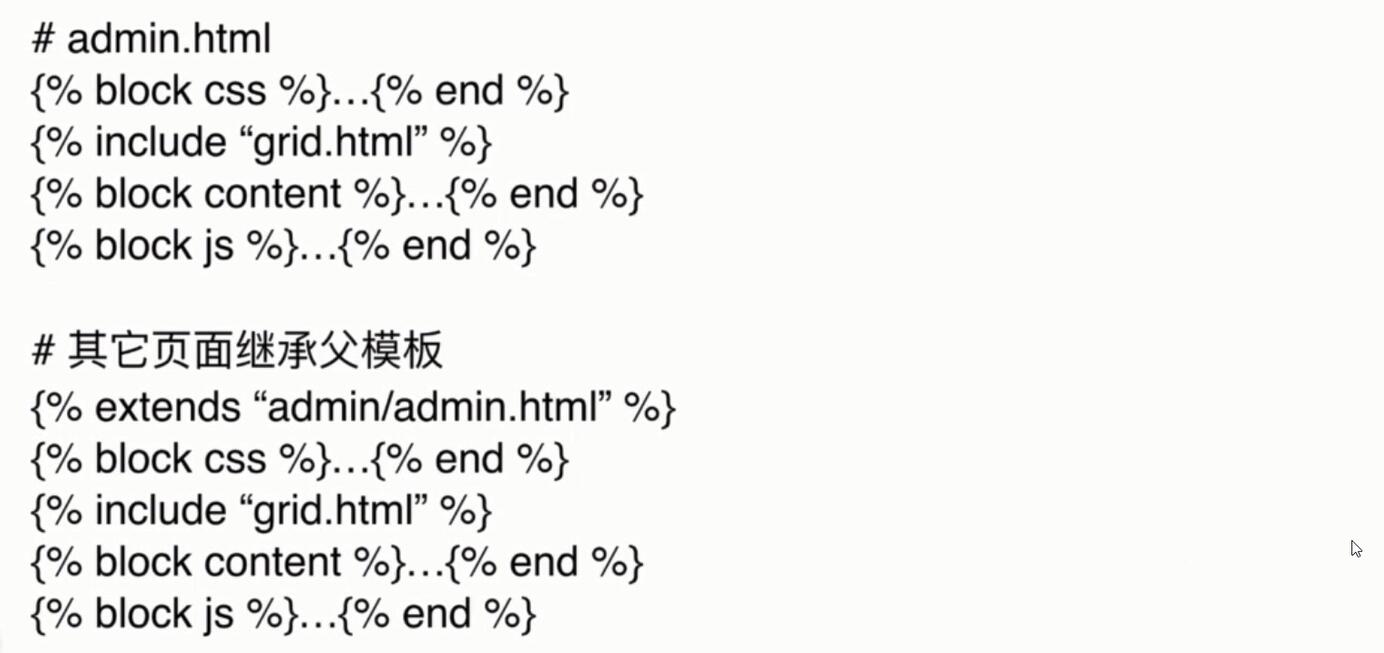 # admin.html
{% block css %}…{% end %}
{% include “grid.html” %}
{% block content %}…{% end %}
{% block js %}…{% end %}
# 其它页面继承父模板
{% extends “admin/admin.html” %}
{% block css %}…{% end %}
{% include “grid.html” %}
{% block content %}…{% end %}
{% block js %}…{% end %}